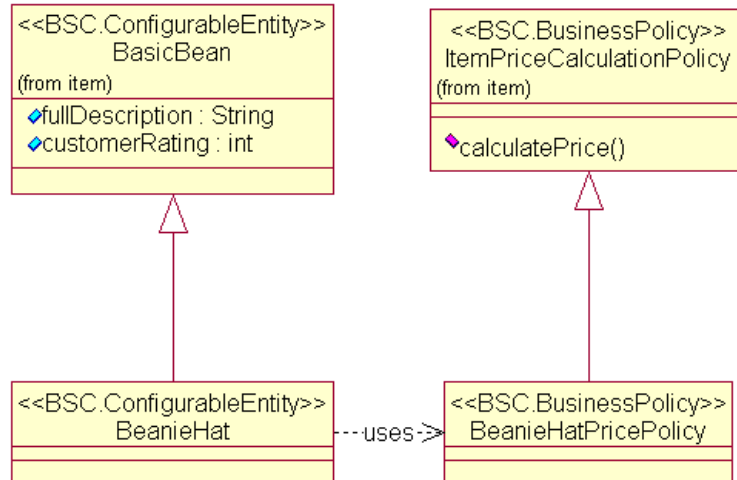 <<BSC.ConfigurableEntity>>
BasicBean
(from item)
fullDescription : String
customerRating : int
<<BSC.BusinessPolicy>>
ItemPriceCalculationPolicy
(from item)
calculatePrice()
<<BSC.ConfigurableEntity>>
BeanieHat
uses
<<BSC.BusinessPolicy>>
BeanieHatPricePolicy